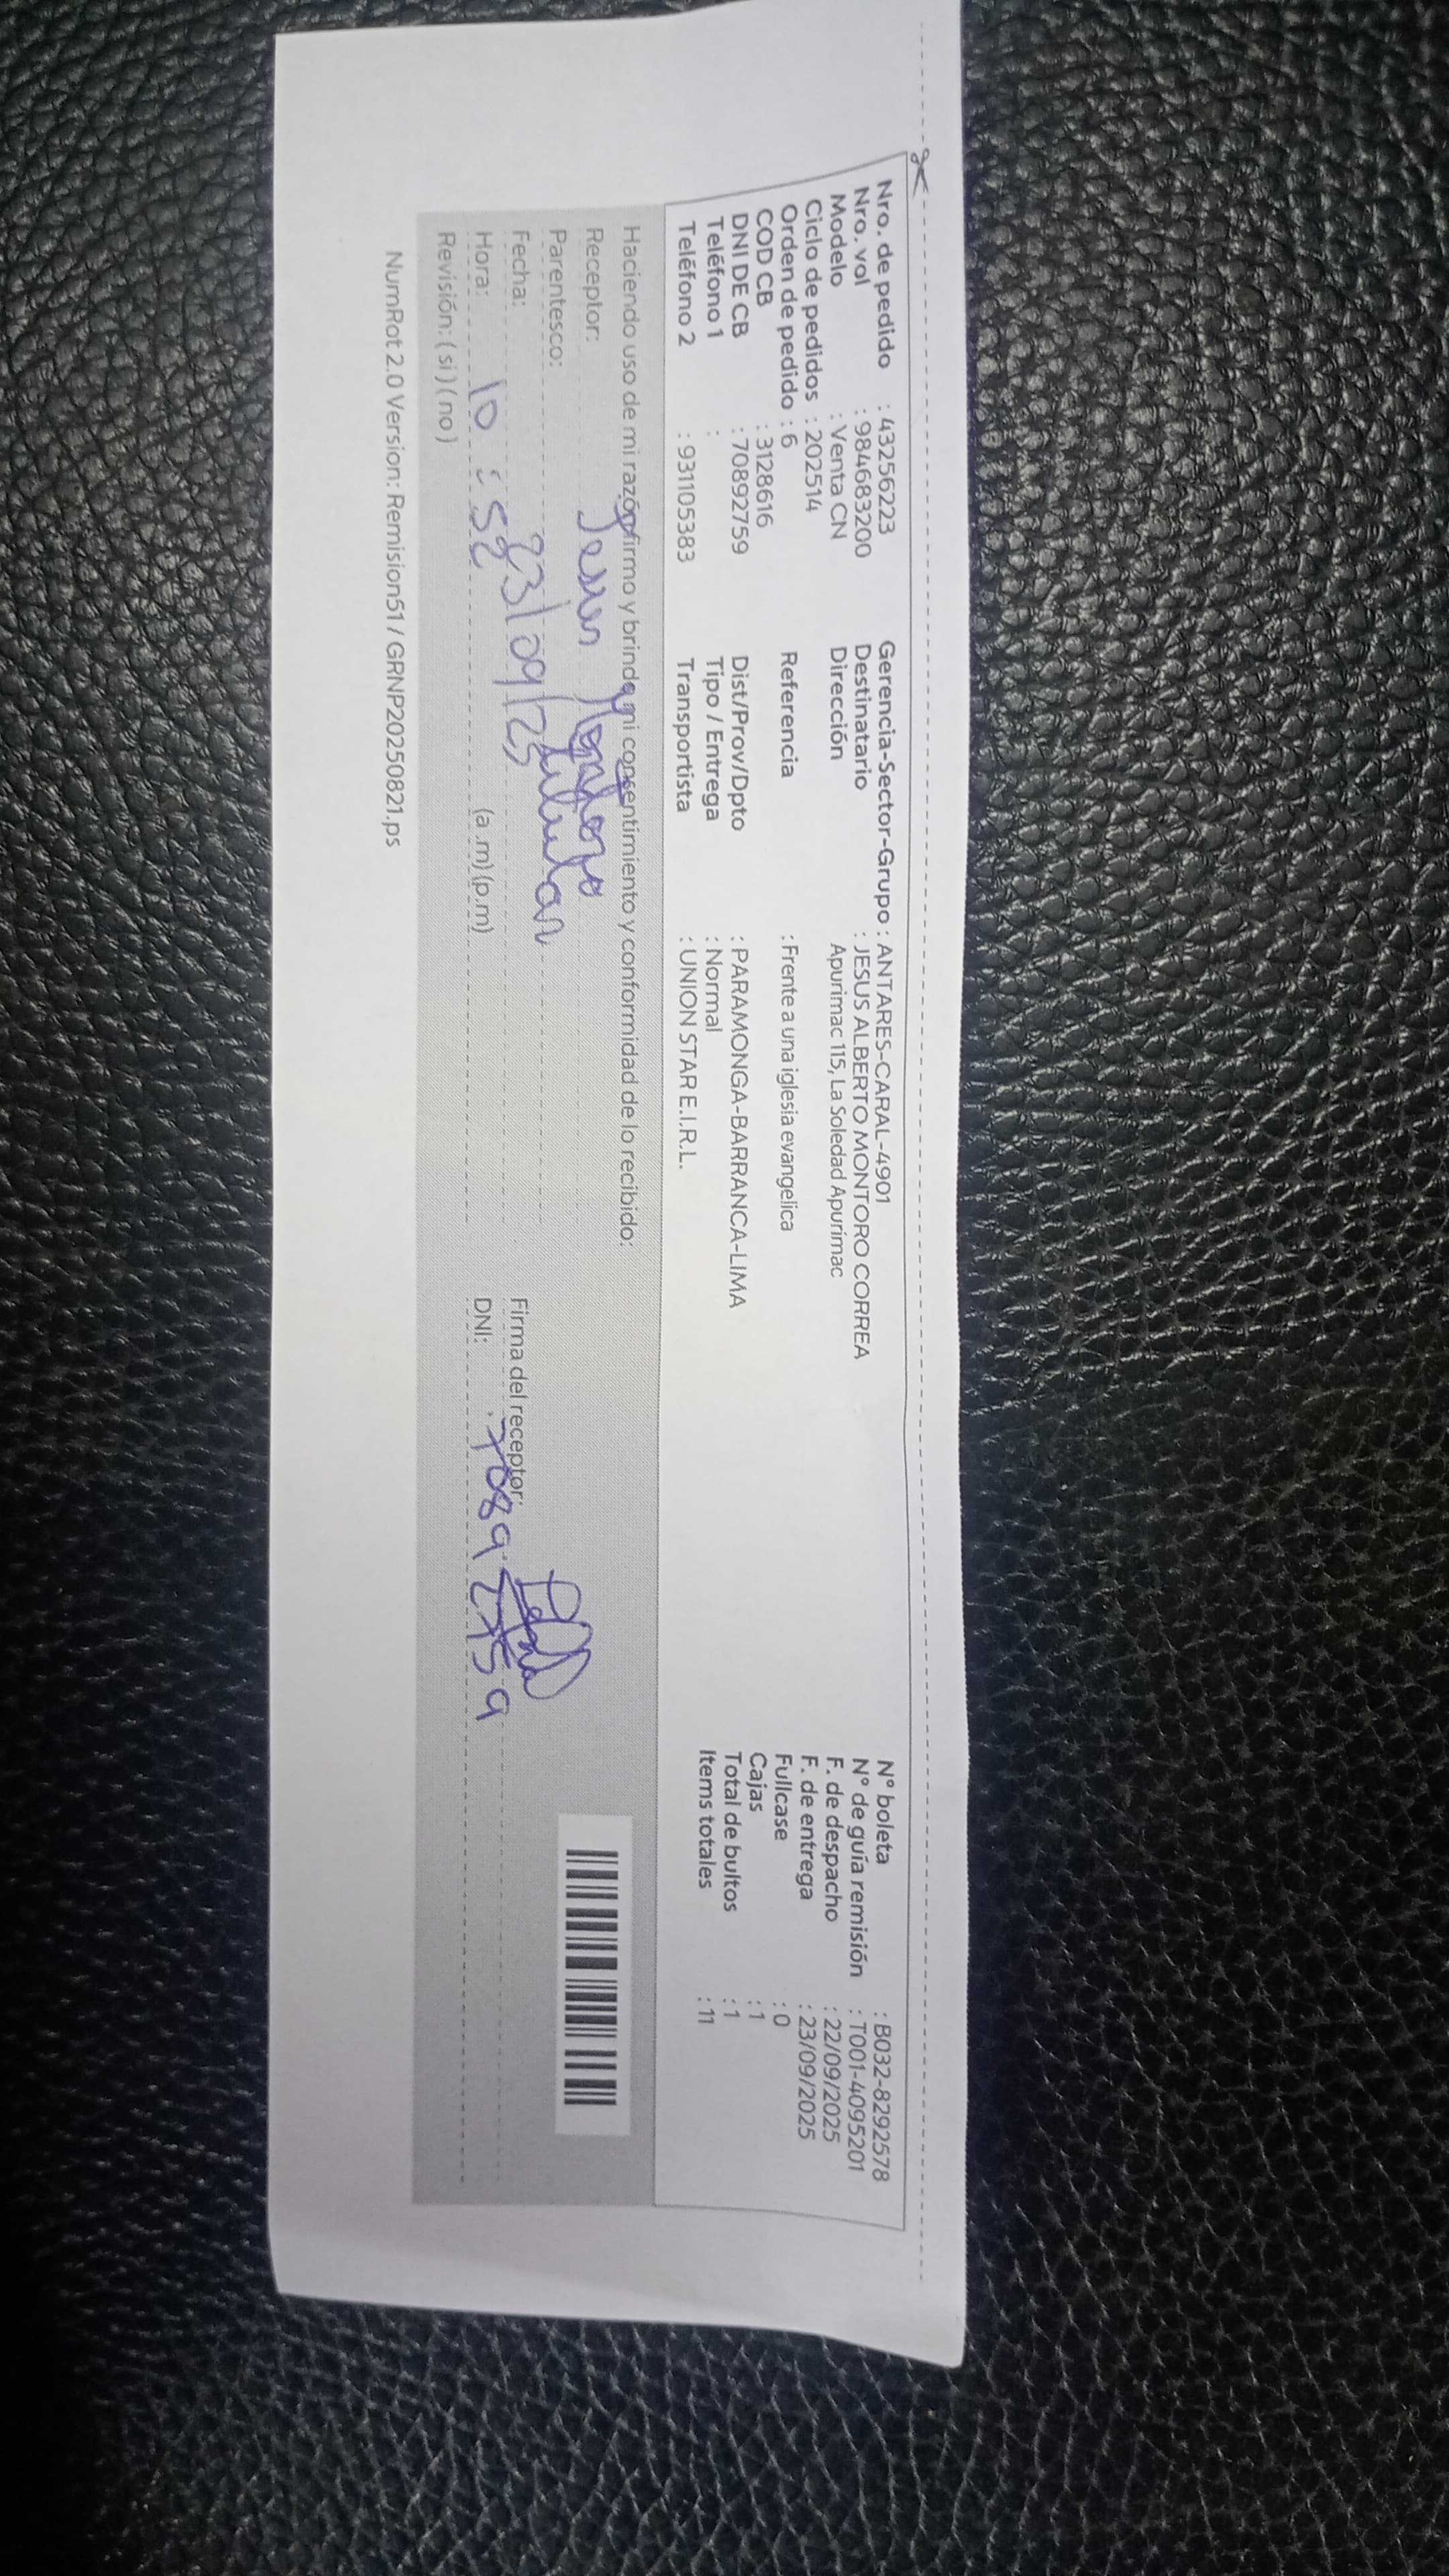 Nro. de pedido : 43256223
Nro. vol : 984683200
Modelo : Venta CN
Ciclo de pedidos : 202514
Orden de pedido : 6
COD CB : 3128616
DNI DE CB : 70892759
Teléfono 1 :
Teléfono 2 : 931105383
Gerencia-Sector-Grupo : ANTARES-CARAL-4901
Destinatario : JESUS ALBERTO MONTORO CORREA
Dirección Apurimac 115, La Soledad Apurimac
Referencia : Frente a una iglesia evangelica
Dist/Prov/Dpto : PARAMONGA-BARRANCA-LIMA
Tipo / Entrega : Normal
Transportista : UNION STAR E.I.R.L.
N° boleta : B032-8292578
N° de guía remisión : T001-4095201
F. de despacho : 22/09/2025
F. de entrega : 23/09/2025
Fullcase : 0
Cajas : 1
Total de bultos : 1
Items totales : 11
Haciendo uso de mi razón firmo y brindo mi consentimiento y conformidad de lo recibido:
Receptor: Jesus Montoro
Parentesco: titular
Fecha: 23/09/25
Hora: 10 : 52 (a.m) (p.m)
Revisión: ( si ) ( no )
Firma del receptor:
DNI: 70892759
NumRot 2.0 Version: Remision51 / GRNP20250821.ps